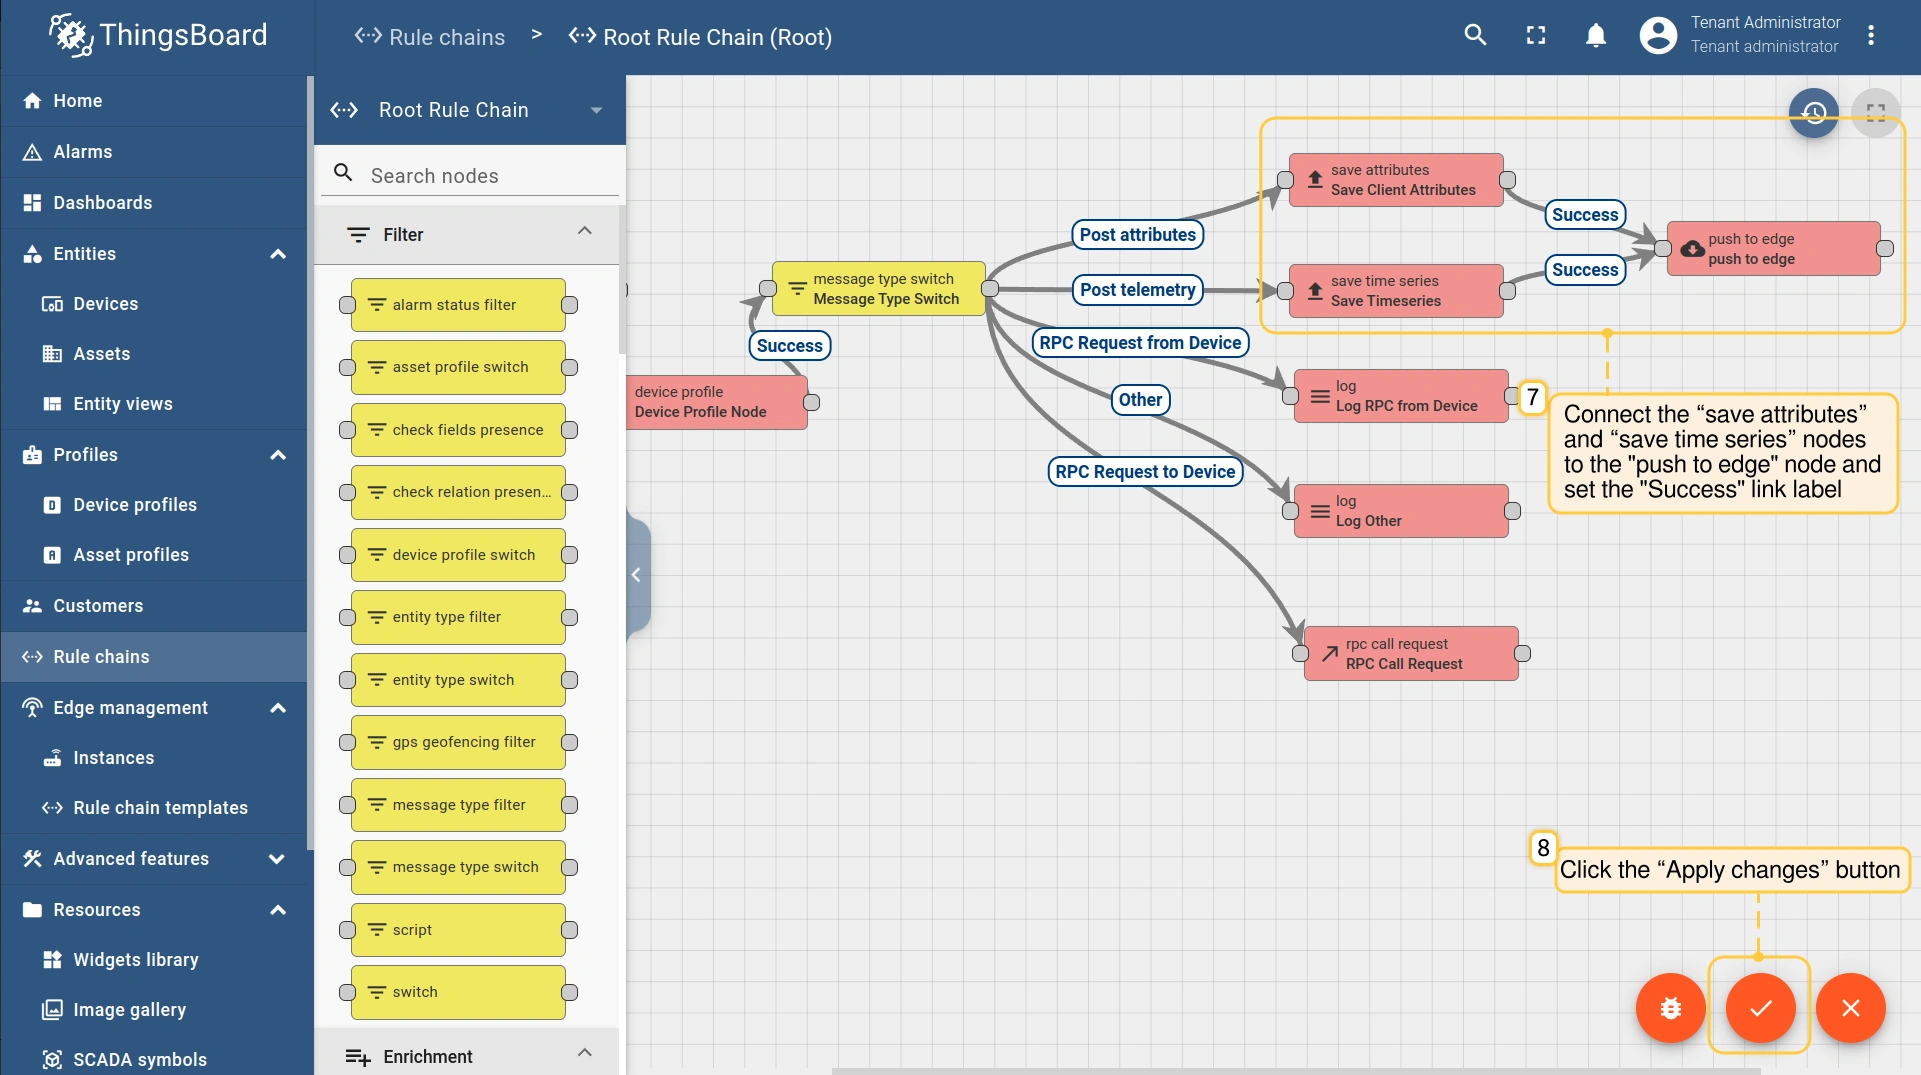 ThingsBoard
Rule chains > Root Rule Chain (Root)
Tenant Administrator
Tenant administrator
Home
Alarms
Dashboards
Entities
Devices
Assets
Entity views
Profiles
Device profiles
Asset profiles
Customers
Rule chains
Edge management
Instances
Rule chain templates
Advanced features
Resources
Widgets library
Image gallery
SCADA symbols
Root Rule Chain
Search nodes
Filter
alarm status filter
asset profile switch
check fields presence
check relation presen...
device profile switch
entity type filter
entity type switch
gps geofencing filter
message type filter
message type switch
script
switch
Enrichment
device profile
Device Profile Node
Success
message type switch
Message Type Switch
Post attributes
Post telemetry
RPC Request from Device
Other
RPC Request to Device
save attributes
Save Client Attributes
save time series
Save Timeseries
Success
Success
push to edge
push to edge
log
Log RPC from Device
log
Log Other
rpc call request
RPC Call Request
7
Connect the “save attributes”
and “save time series” nodes
to the "push to edge" node and
set the "Success" link label
8
Click the “Apply changes” button